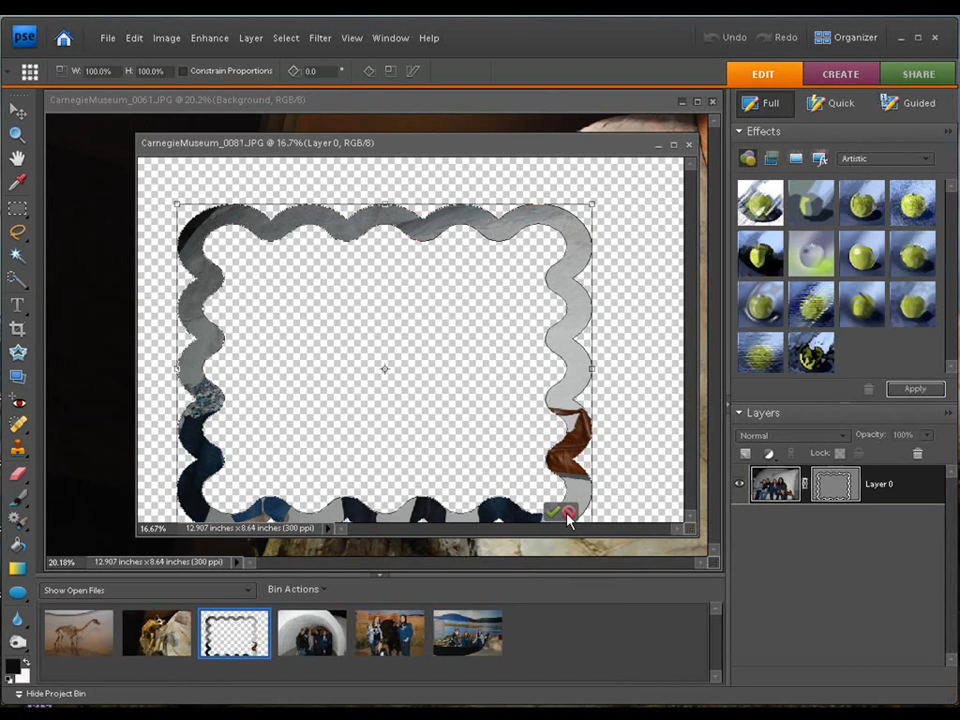 pse File Edit Image Enhance Layer Select Filter View Window Help Undo Redo Organizer
W: 100.0% H: 100.0% Constrain Proportions 0.0 ° EDIT CREATE SHARE
CarnegieMuseum_0061.JPG @ 20.2%(Background, RGB/8)
Full Quick Guided
Effects
CarnegieMuseum_0081.JPG @ 16.7%(Layer 0, RGB/8)
Artistic
Apply
Layers
Normal Opacity: 100%
Lock:
Layer 0
16.67% 12.907 inches x 8.64 inches (300 ppi)
20.18% 12.907 inches x 8.64 inches (300 ppi)
Show Open Files Bin Actions
Hide Project Bin